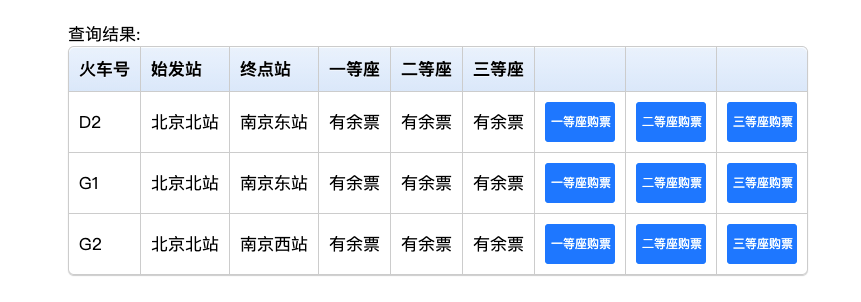 查询结果:
火车号 始发站 终点站 一等座 二等座 三等座
D2 北京北站 南京东站 有余票 有余票 有余票 一等座购票 二等座购票 三等座购票
G1 北京北站 南京东站 有余票 有余票 有余票 一等座购票 二等座购票 三等座购票
G2 北京北站 南京西站 有余票 有余票 有余票 一等座购票 二等座购票 三等座购票